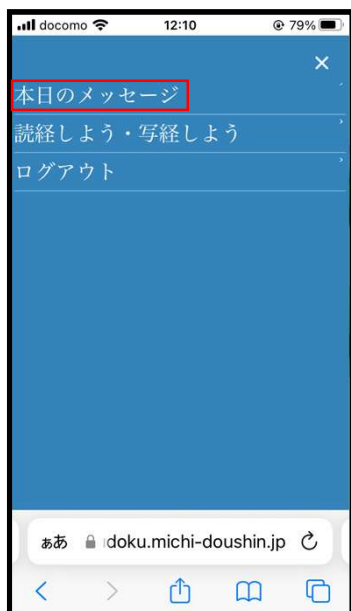 docomo 12:10 79%
×
本日のメッセージ
読経しよう・写経しよう
ログアウト
ぁあ doku.michi-doushin.jp